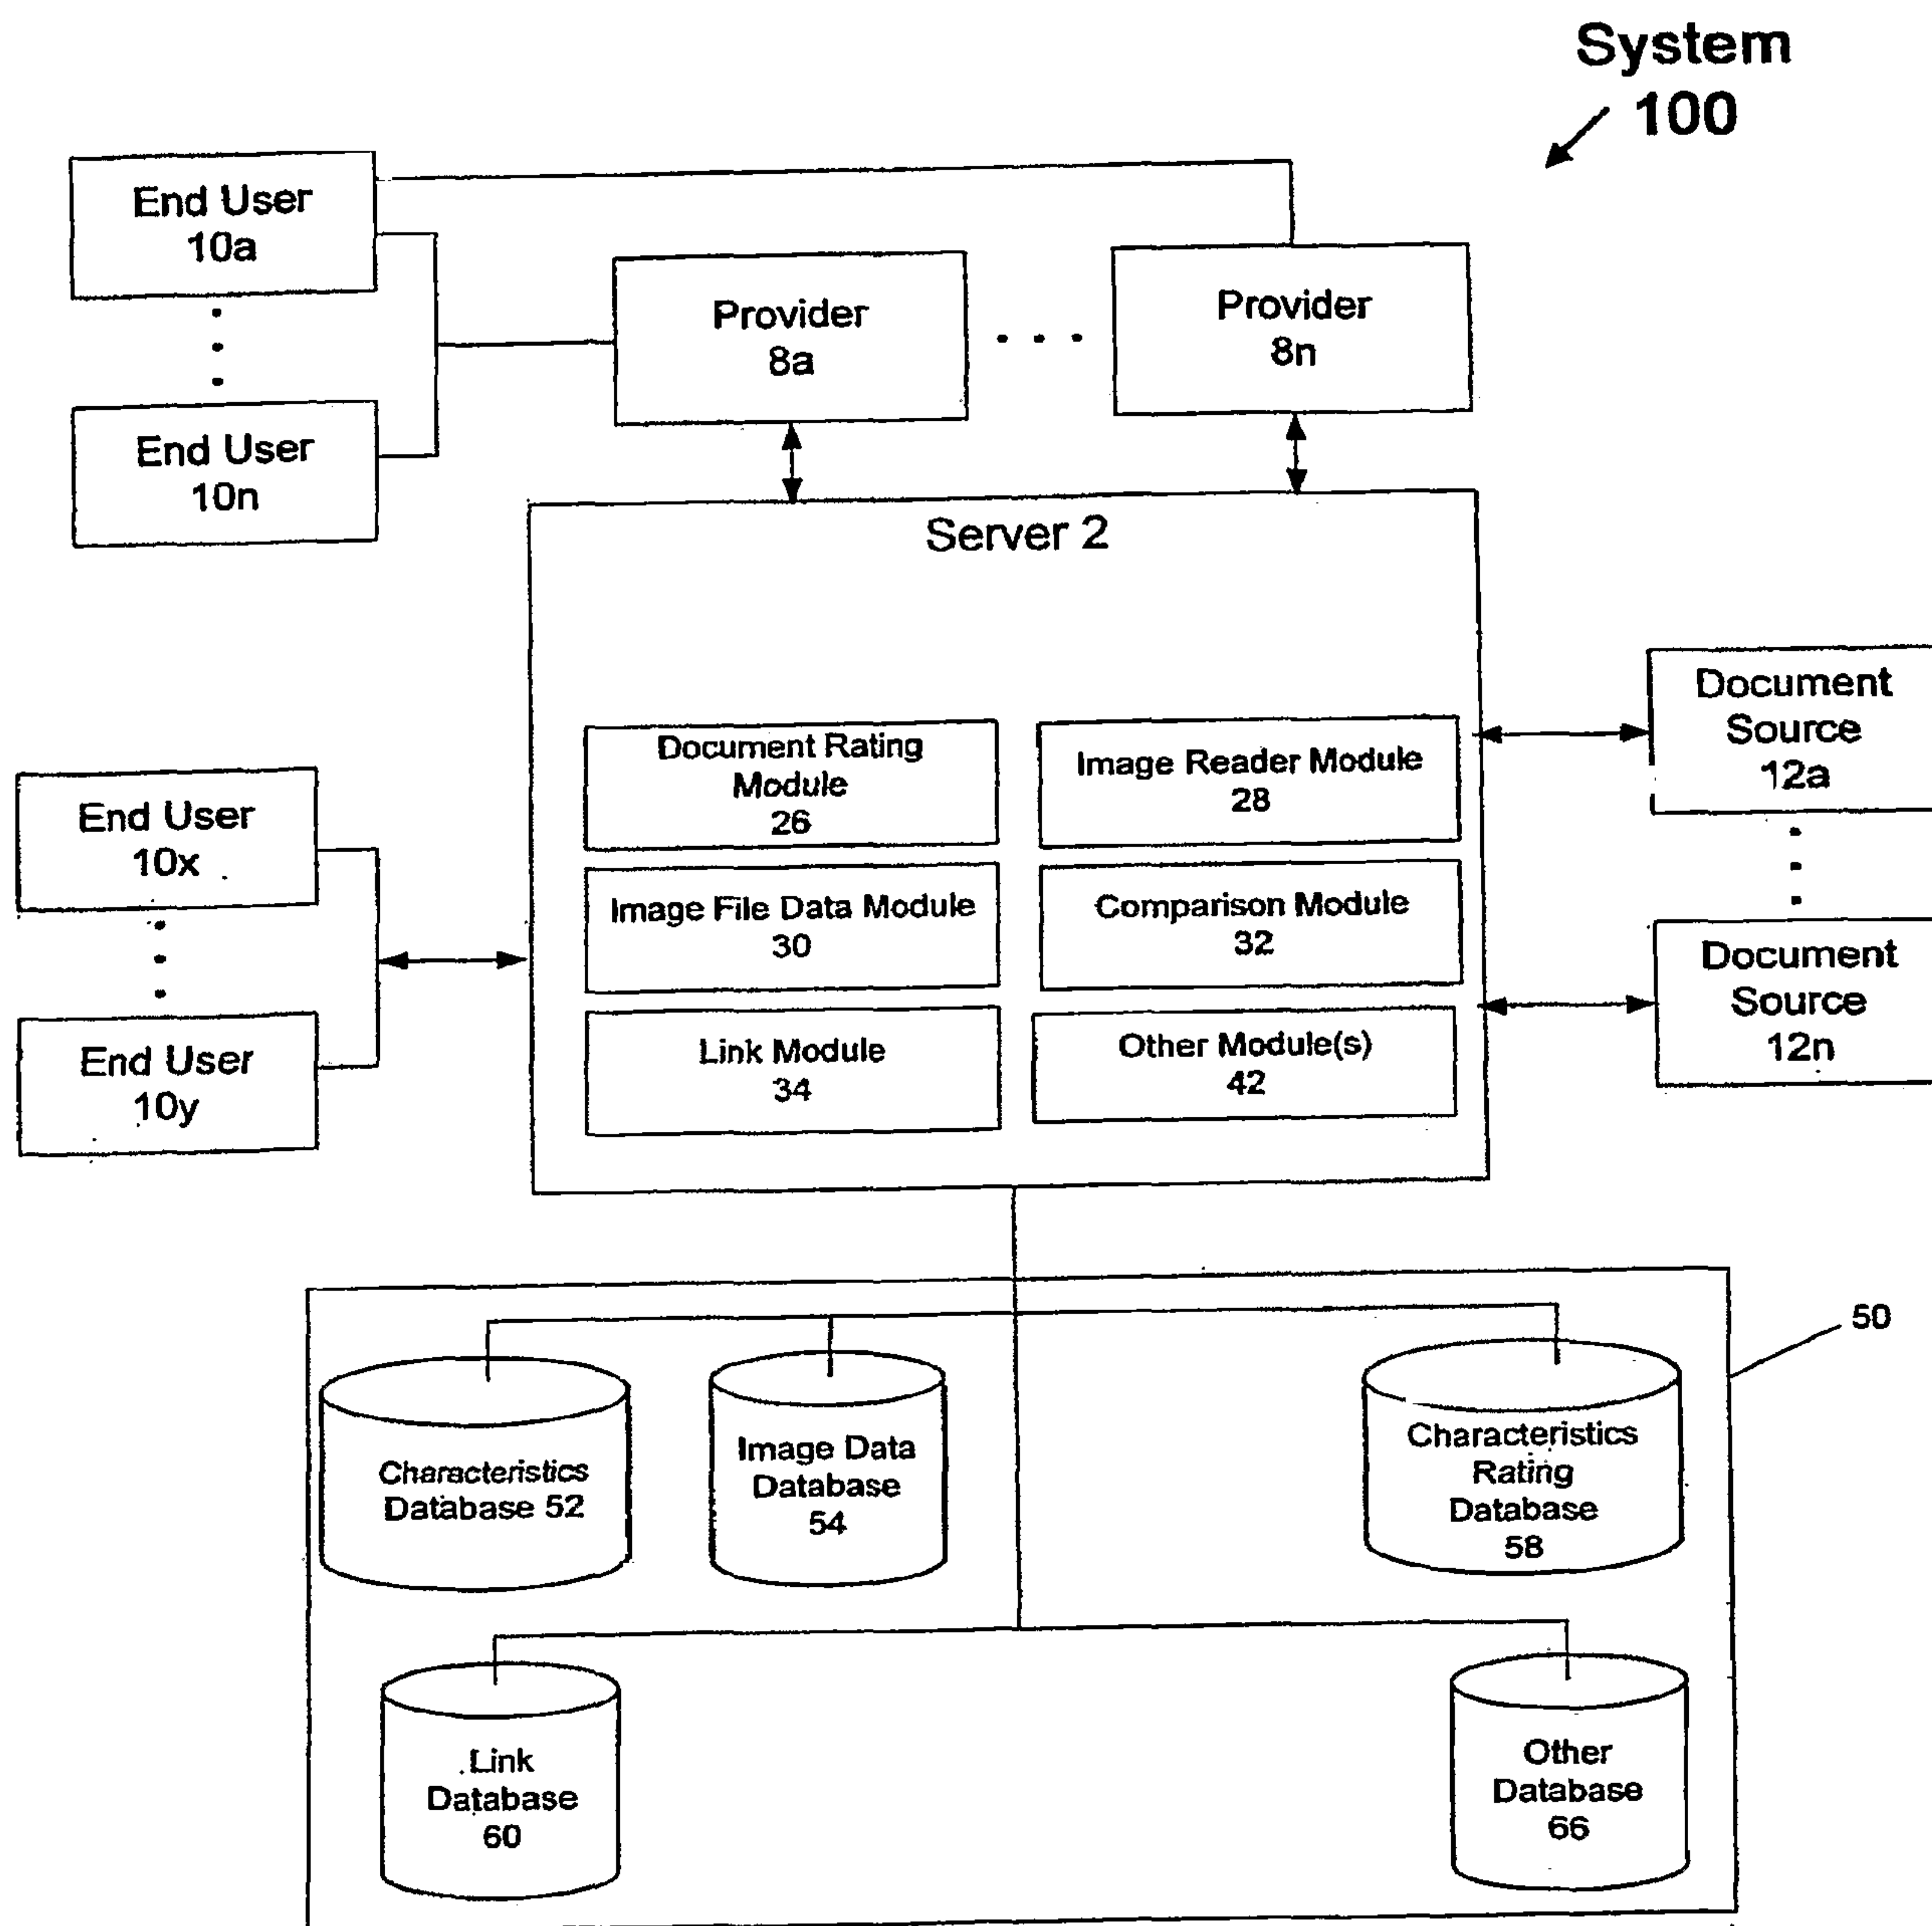 System
100
End User
10a
Provider
8a
Provider
8n
End User
10n
Server 2
Document Rating
Module
26
Image Reader Module
28
Document
Source
12a
End User
10x
Image File Data Module
30
Comparison Module
32
Document
Source
12n
End User
10y
Link Module
34
Other Module(s)
42
50
Characteristics
Database 52
Image Data
Database
54
Characteristics
Rating
Database
58
Link
Database
60
Other
Database
66